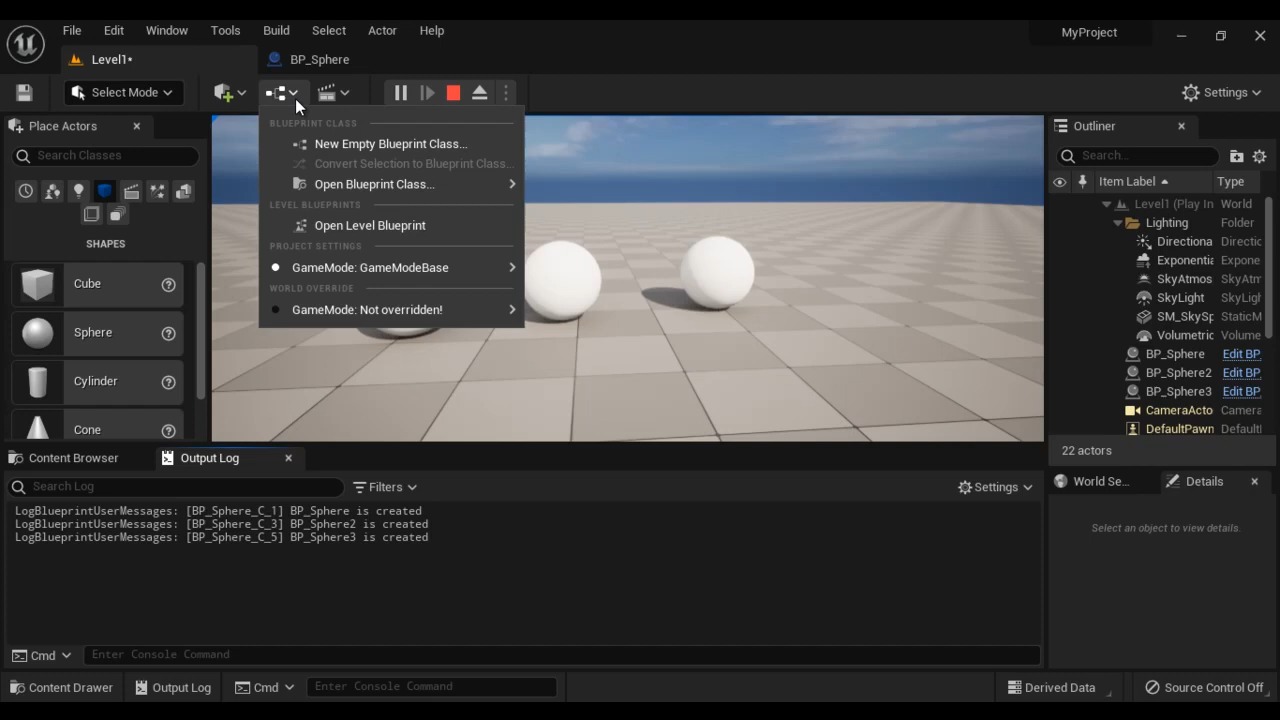 File Edit Window Tools Build Select Actor Help
MyProject
Level1*
BP_Sphere
Select Mode
Settings
Place Actors
Search Classes
SHAPES
Cube
Sphere
Cylinder
Cone
BLUEPRINT CLASS
New Empty Blueprint Class...
Convert Selection to Blueprint Class...
Open Blueprint Class...
LEVEL BLUEPRINTS
Open Level Blueprint
PROJECT SETTINGS
GameMode: GameModeBase
WORLD OVERRIDE
GameMode: Not overridden!
Outliner
Search...
Item Label Type
Level1 (Play In World
Lighting Folder
Directiona Directic
Exponentia Expone
SkyAtmos SkyAtm
SkyLight SkyLigh
SM_SkySp StaticM
Volumetric Volume
BP_Sphere Edit BP
BP_Sphere2 Edit BP
BP_Sphere3 Edit BP
CameraActo Camera
DefaultPawn Default
22 actors
World Se...
Details
Select an object to view details.
Content Browser
Output Log
Search Log
Filters
Settings
LogBlueprintUserMessages: [BP_Sphere_C_1] BP_Sphere is created
LogBlueprintUserMessages: [BP_Sphere_C_3] BP_Sphere2 is created
LogBlueprintUserMessages: [BP_Sphere_C_5] BP_Sphere3 is created
Cmd
Enter Console Command
Content Drawer
Output Log
Cmd
Enter Console Command
Derived Data
Source Control Off